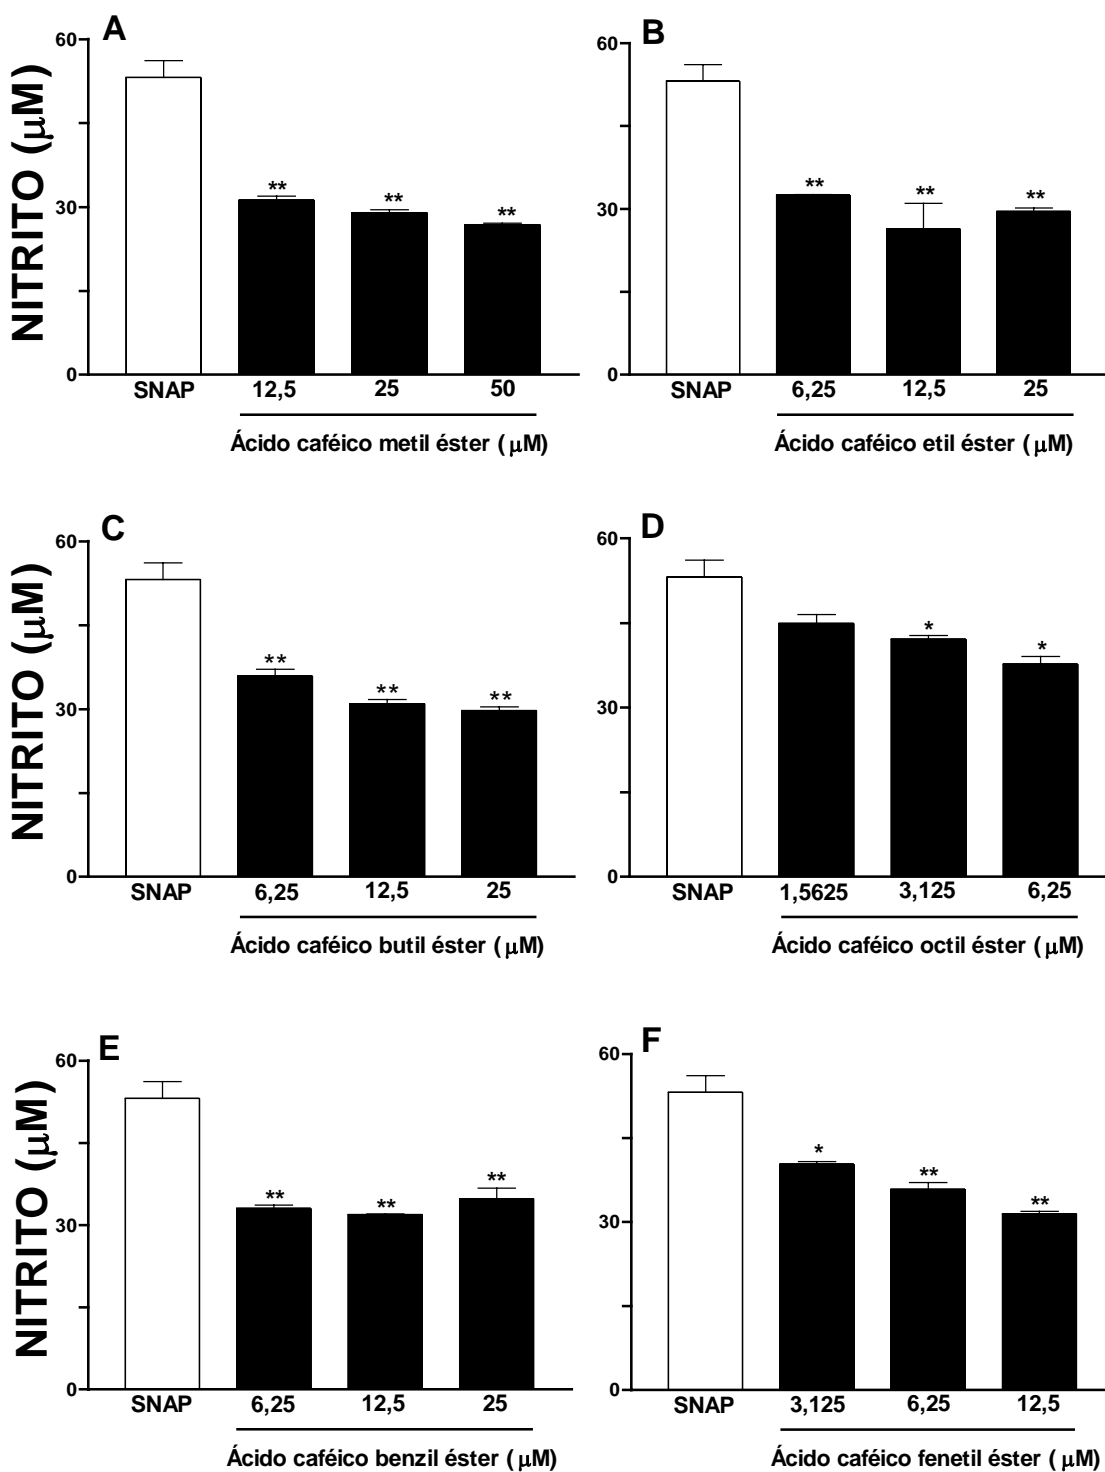 A
B
60
60
NITRITO (μM)
**
**
**
**
**
**
30
30
0
0
SNAP 12,5 25 50
SNAP 6,25 12,5 25
Ácido caféico metil éster (μM)
Ácido caféico etil éster (μM)
C
D
60
60
NITRITO (μM)
**
**
**
*
*
30
30
0
0
SNAP 6,25 12,5 25
SNAP 1,5625 3,125 6,25
Ácido caféico butil éster (μM)
Ácido caféico octil éster (μM)
E
F
60
60
NITRITO (μM)
**
**
**
*
**
**
30
30
0
0
SNAP 6,25 12,5 25
SNAP 3,125 6,25 12,5
Ácido caféico benzil éster (μM)
Ácido caféico fenetil éster (μM)